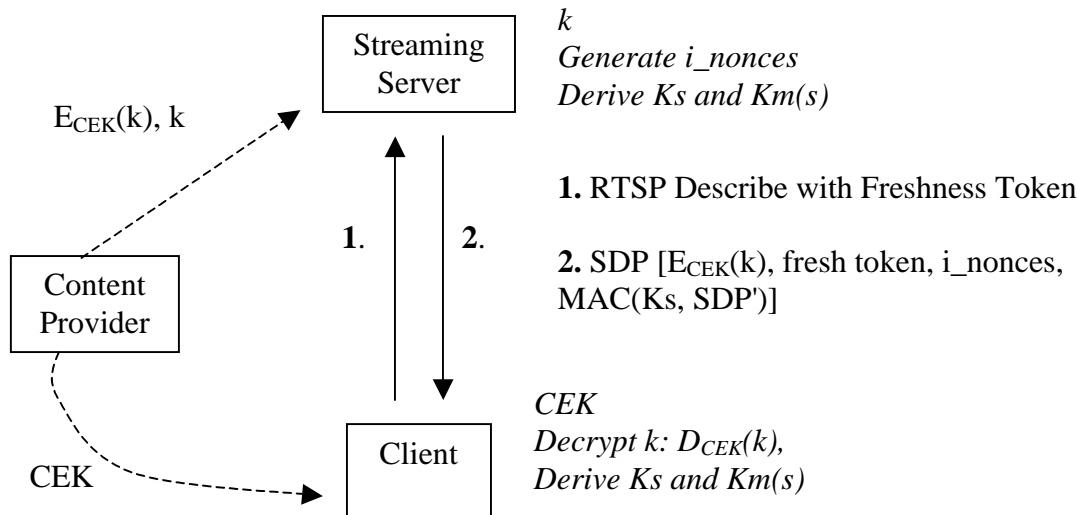 Streaming
Server
k
Generate i_nonces
Derive Ks and Km(s)
E_CEK(k), k
1. RTSP Describe with Freshness Token
1.
2.
2. SDP [E_CEK(k), fresh token, i_nonces,
MAC(Ks, SDP')]
Content
Provider
CEK
Client
CEK
Decrypt k: D_CEK(k),
Derive Ks and Km(s)